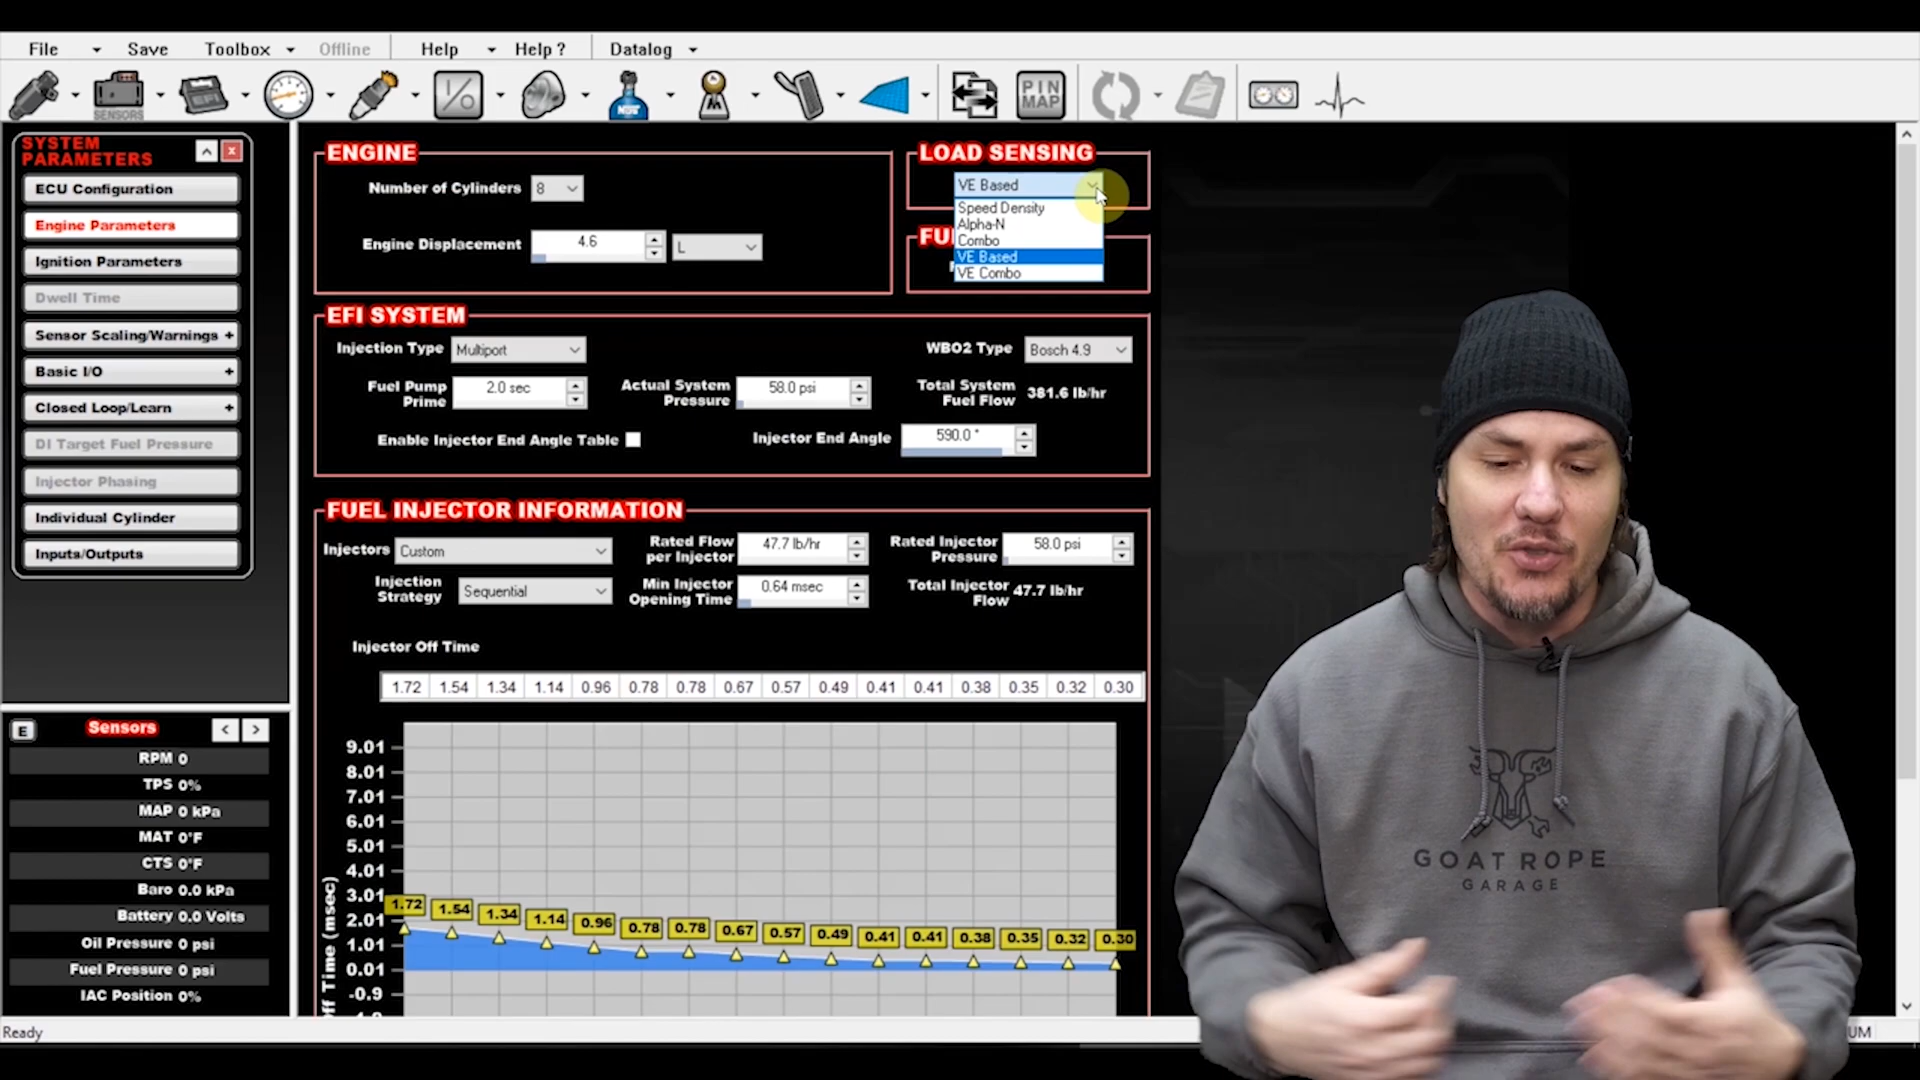 File Save Toolbox Offline Help Help ? Datalog
SENSORS EFI I/O NOS PIN MAP
SYSTEM PARAMETERS
ECU Configuration
Engine Parameters
Ignition Parameters
Dwell Time
Sensor Scaling/Warnings +
Basic I/O +
Closed Loop/Learn +
DI Target Fuel Pressure
Injector Phasing
Individual Cylinder
Inputs/Outputs
E Sensors < >
RPM 0
TPS 0%
MAP 0 kPa
MAT 0°F
CTS 0°F
Baro 0.0 kPa
Battery 0.0 Volts
Oil Pressure 0 psi
Fuel Pressure 0 psi
IAC Position 0%
Ready
ENGINE
Number of Cylinders 8
Engine Displacement 4.6 L
LOAD SENSING
VE Based
Speed Density
Alpha-N
Combo
VE Based
VE Combo
EFI SYSTEM
Injection Type Multiport
WBO2 Type Bosch 4.9
Fuel Pump Prime 2.0 sec
Actual System Pressure 58.0 psi
Total System Fuel Flow 381.6 lb/hr
Enable Injector End Angle Table
Injector End Angle 590.0 °
FUEL INJECTOR INFORMATION
Injectors Custom
Rated Flow per Injector 47.7 lb/hr
Rated Injector Pressure 58.0 psi
Injection Strategy Sequential
Min Injector Opening Time 0.64 msec
Total Injector Flow 47.7 lb/hr
Injector Off Time
1.72 1.54 1.34 1.14 0.96 0.78 0.78 0.67 0.57 0.49 0.41 0.41 0.38 0.35 0.32 0.30
9.01
8.01
7.01
6.01
5.01
4.01
3.01
2.01
1.01
0.01
-0.9
Off Time (msec)
1.72 1.54 1.34 1.14 0.96 0.78 0.78 0.67 0.57 0.49 0.41 0.41 0.38 0.35 0.32 0.30
GOAT ROPE
GARAGE